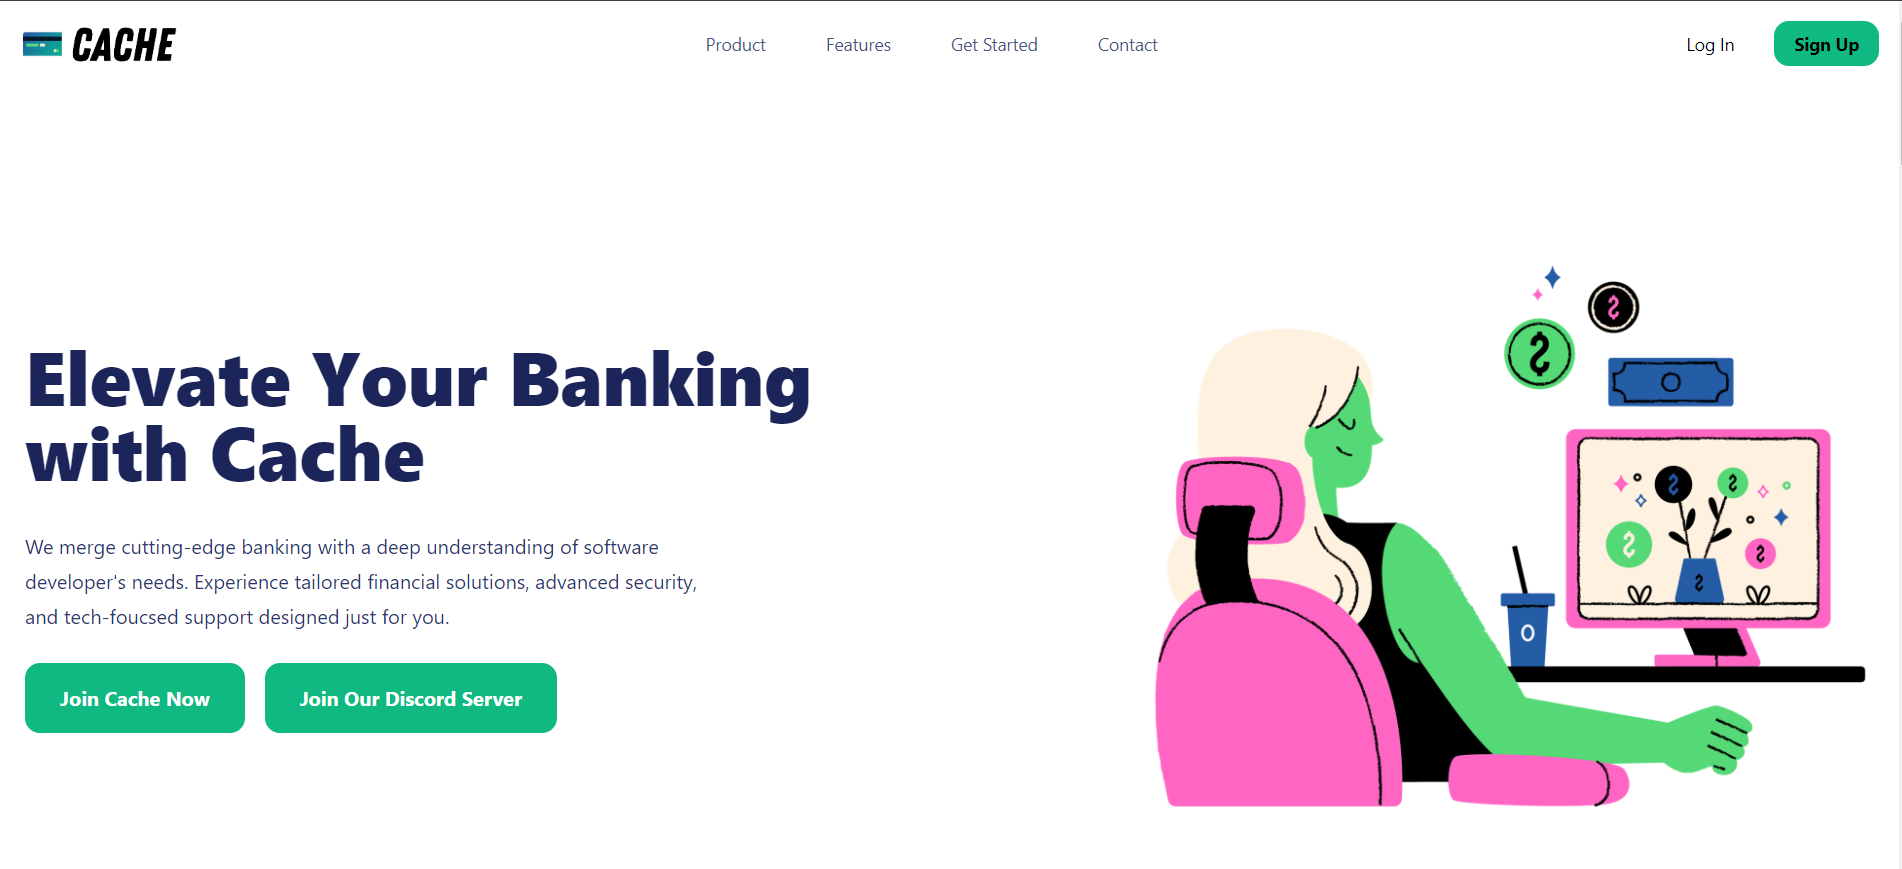 CACHE
Product
Features
Get Started
Contact
Log In
Sign Up
Elevate Your Banking
with Cache
We merge cutting-edge banking with a deep understanding of software
developer's needs. Experience tailored financial solutions, advanced security,
and tech-foucsed support designed just for you.
Join Cache Now
Join Our Discord Server